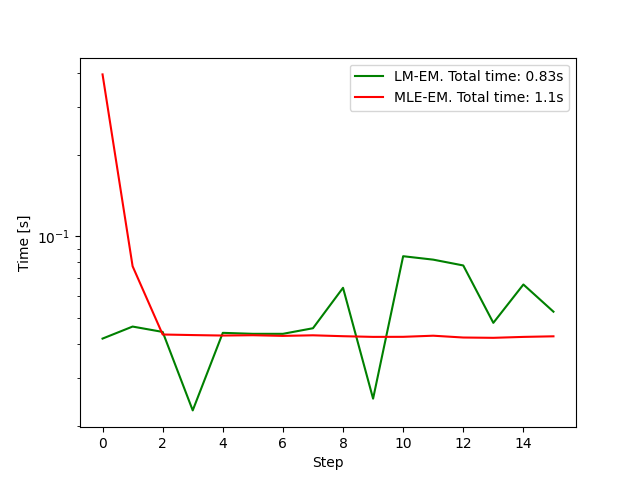 LM-EM. Total time: 0.83s
MLE-EM. Total time: 1.1s
Time [s]
10⁻¹
0 2 4 6 8 10 12 14
Step